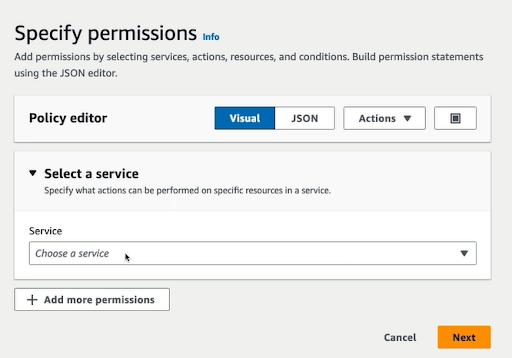 Specify permissions Info
Add permissions by selecting services, actions, resources, and conditions. Build permission statements
using the JSON editor.
Policy editor
Visual
JSON
Actions
Select a service
Specify what actions can be performed on specific resources in a service.
Service
Choose a service
Add more permissions
Cancel
Next